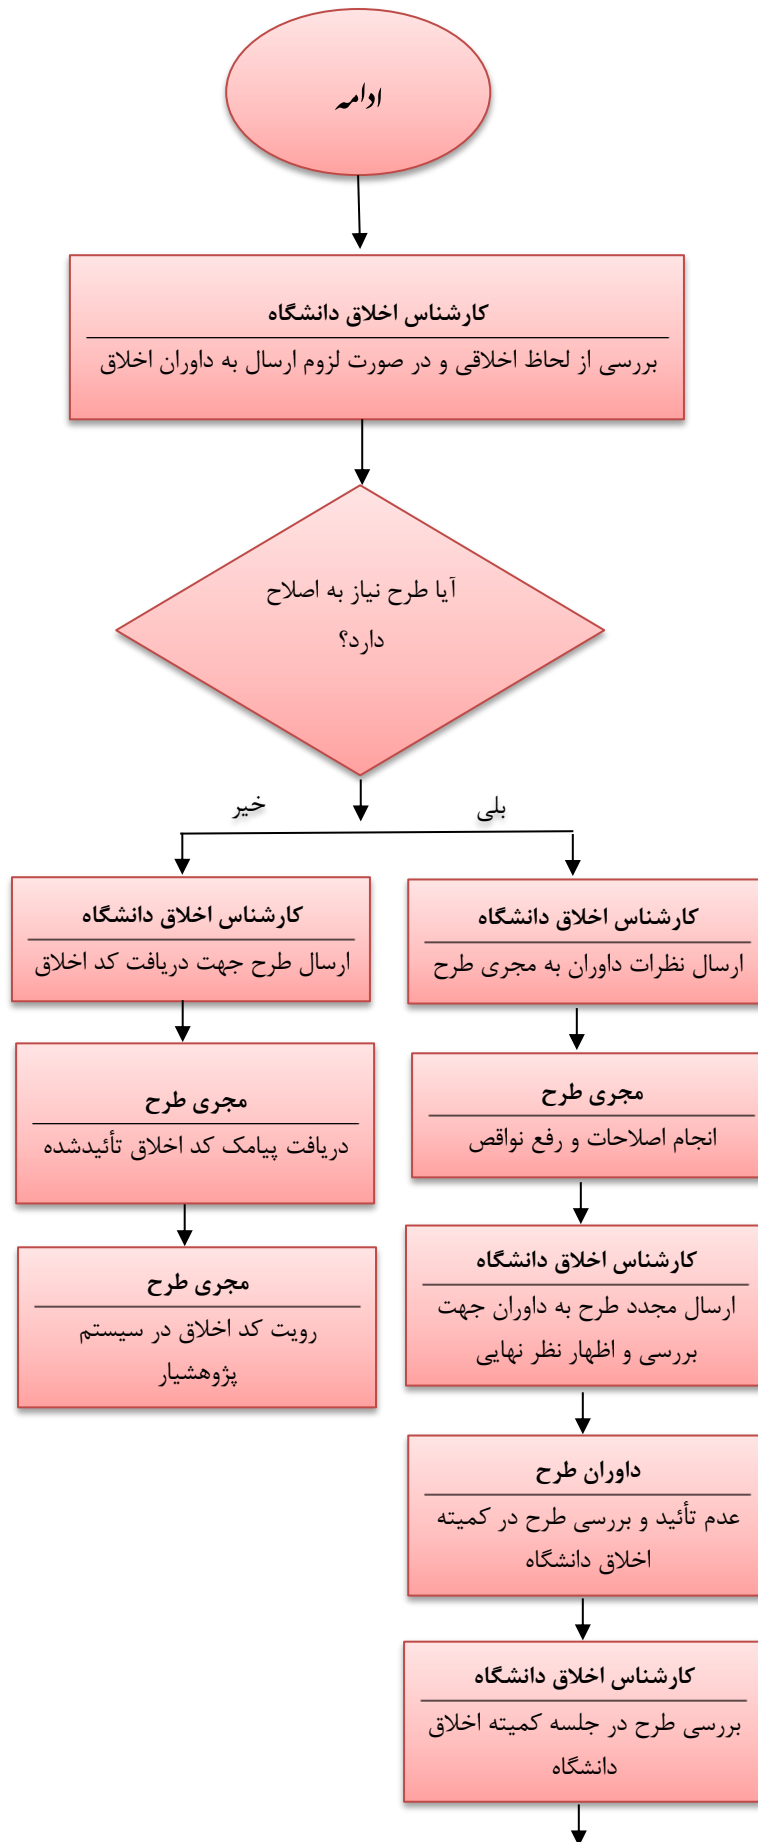 ادامه
کارشناس اخلاق دانشگاه
بررسی از لحاظ اخلاقی و در صورت لزوم ارسال به داوران اخلاق
آیا طرح نیاز به اصلاح
دارد؟
بلی
خیر
کارشناس اخلاق دانشگاه
ارسال نظرات داوران به مجری طرح
مجری طرح
انجام اصلاحات و رفع نواقص
کارشناس اخلاق دانشگاه
ارسال مجدد طرح به داوران جهت
بررسی و اظهار نظر نهایی
داوران طرح
عدم تأئید و بررسی طرح در کمیته
اخلاق دانشگاه
کارشناس اخلاق دانشگاه
بررسی طرح در جلسه کمیته اخلاق
دانشگاه
کارشناس اخلاق دانشگاه
ارسال طرح جهت دریافت کد اخلاق
مجری طرح
دریافت پیامک کد اخلاق تأئیدشده
مجری طرح
رویت کد اخلاق در سیستم
پژوهشیار